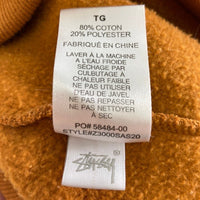 TG
80% COTON
20% POLYESTER
FABRIQUÉ EN CHINE
LAVER À LA MACHINE
À L'EAU FROIDE
SÉCHAGE PAR
CULBUTAGE À
CHALEUR FAIBLE
NE PAS UTILISER
D'EAU DE JAVEL
NE PAS REPASSER
NE PAS NETTOYER
À SEC
PO# 58484-00
STYLE#Z3000SAS20
Stüssy